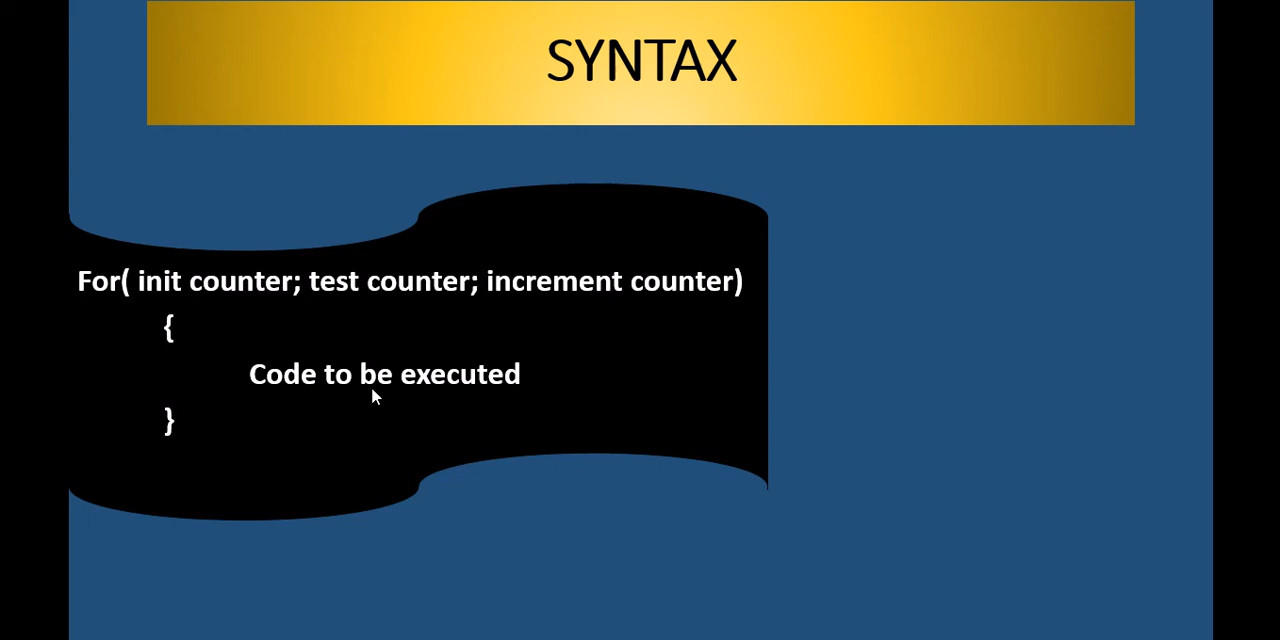 SYNTAX
For( init counter; test counter; increment counter)
{
Code to be executed
}